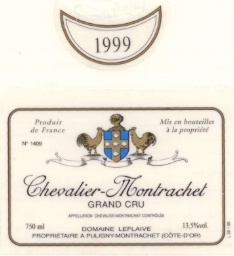 1999
Produit Mis en bouteilles
de France à la propriété
N° 1409
Chevalier-Montrachet
GRAND CRU
APPELLATION CHEVALIER-MONTRACHET CONTRÔLÉE
750 ml DOMAINE LEFLAIVE 13,5%vol.
PROPRIÉTAIRE A PULIGNY-MONTRACHET (CÔTE-D'OR)